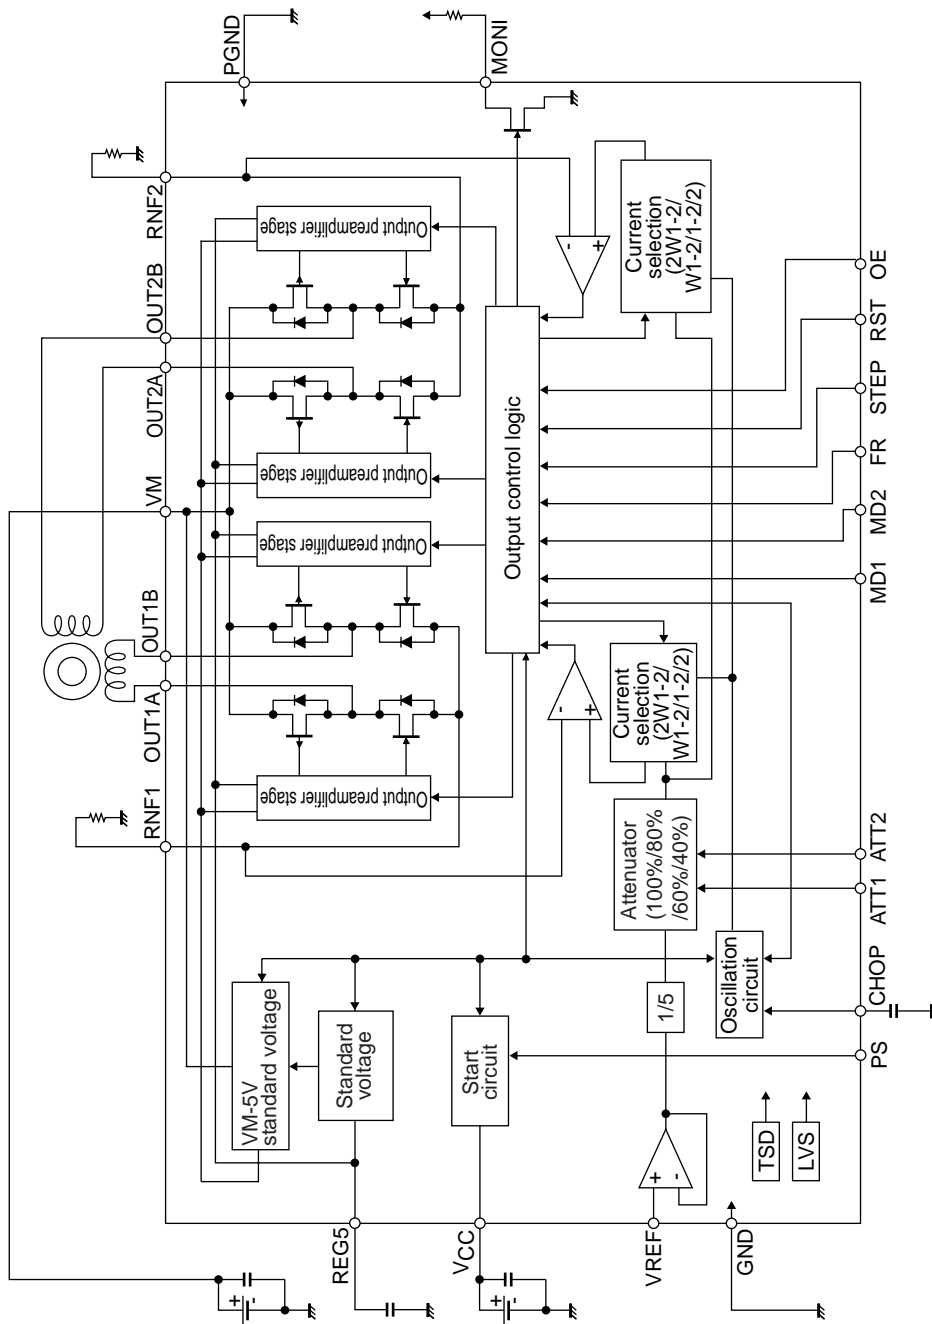 PGND
MONI
RNF2
OUT2B
OUT2A
VM
OUT1B
OUT1A
RNF1
Output preamplifier stage
Output preamplifier stage
Output preamplifier stage
Output preamplifier stage
Output control logic
-
+
Current
selection
(2W1-2/
W1-2/1-2/2)
-
+
Current
selection
(2W1-2/
W1-2/1-2/2)
Attenuator
(100%/80%
/60%/40%)
Oscillation
circuit
1/5
VM-5V
standard voltage
Standard
voltage
Start
circuit
+
-
TSD
LVS
OE
RST
STEP
FR
MD2
MD1
ATT2
ATT1
CHOP
PS
REG5
VCC
VREF
GND
+
-
+
-